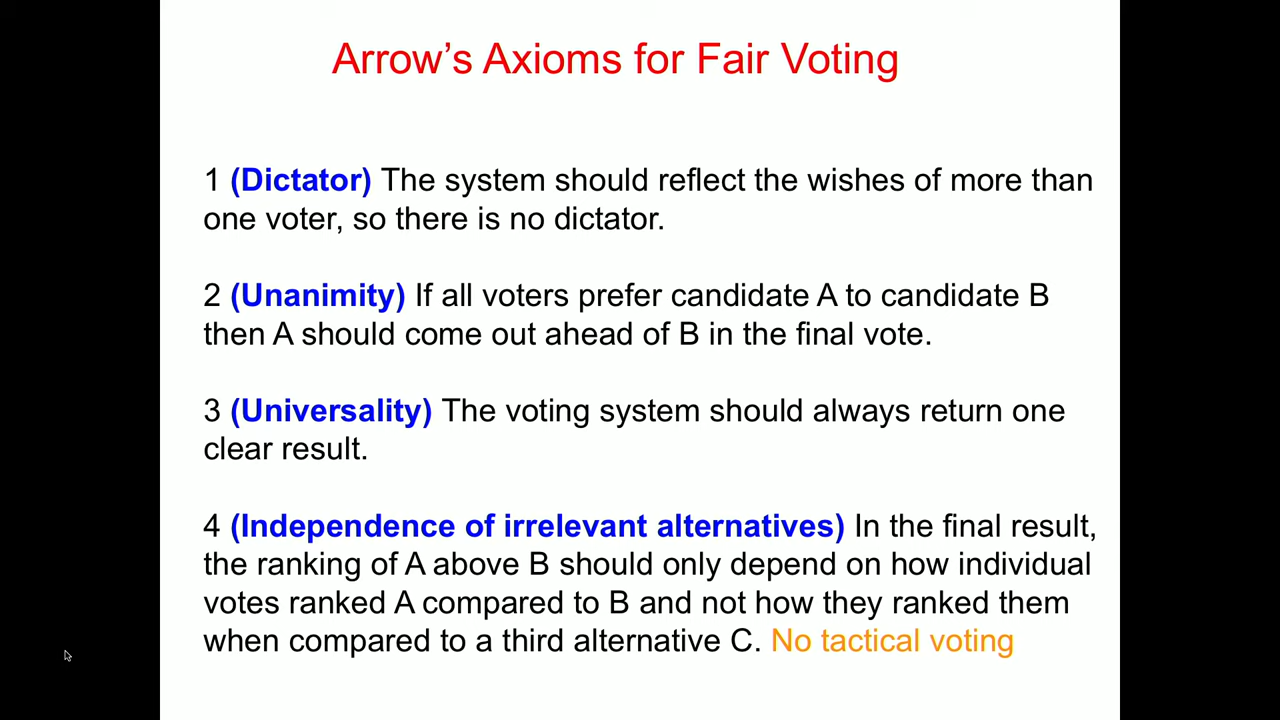 Arrow’s Axioms for Fair Voting
1 (Dictator) The system should reflect the wishes of more than
one voter, so there is no dictator.
2 (Unanimity) If all voters prefer candidate A to candidate B
then A should come out ahead of B in the final vote.
3 (Universality) The voting system should always return one
clear result.
4 (Independence of irrelevant alternatives) In the final result,
the ranking of A above B should only depend on how individual
votes ranked A compared to B and not how they ranked them
when compared to a third alternative C. No tactical voting